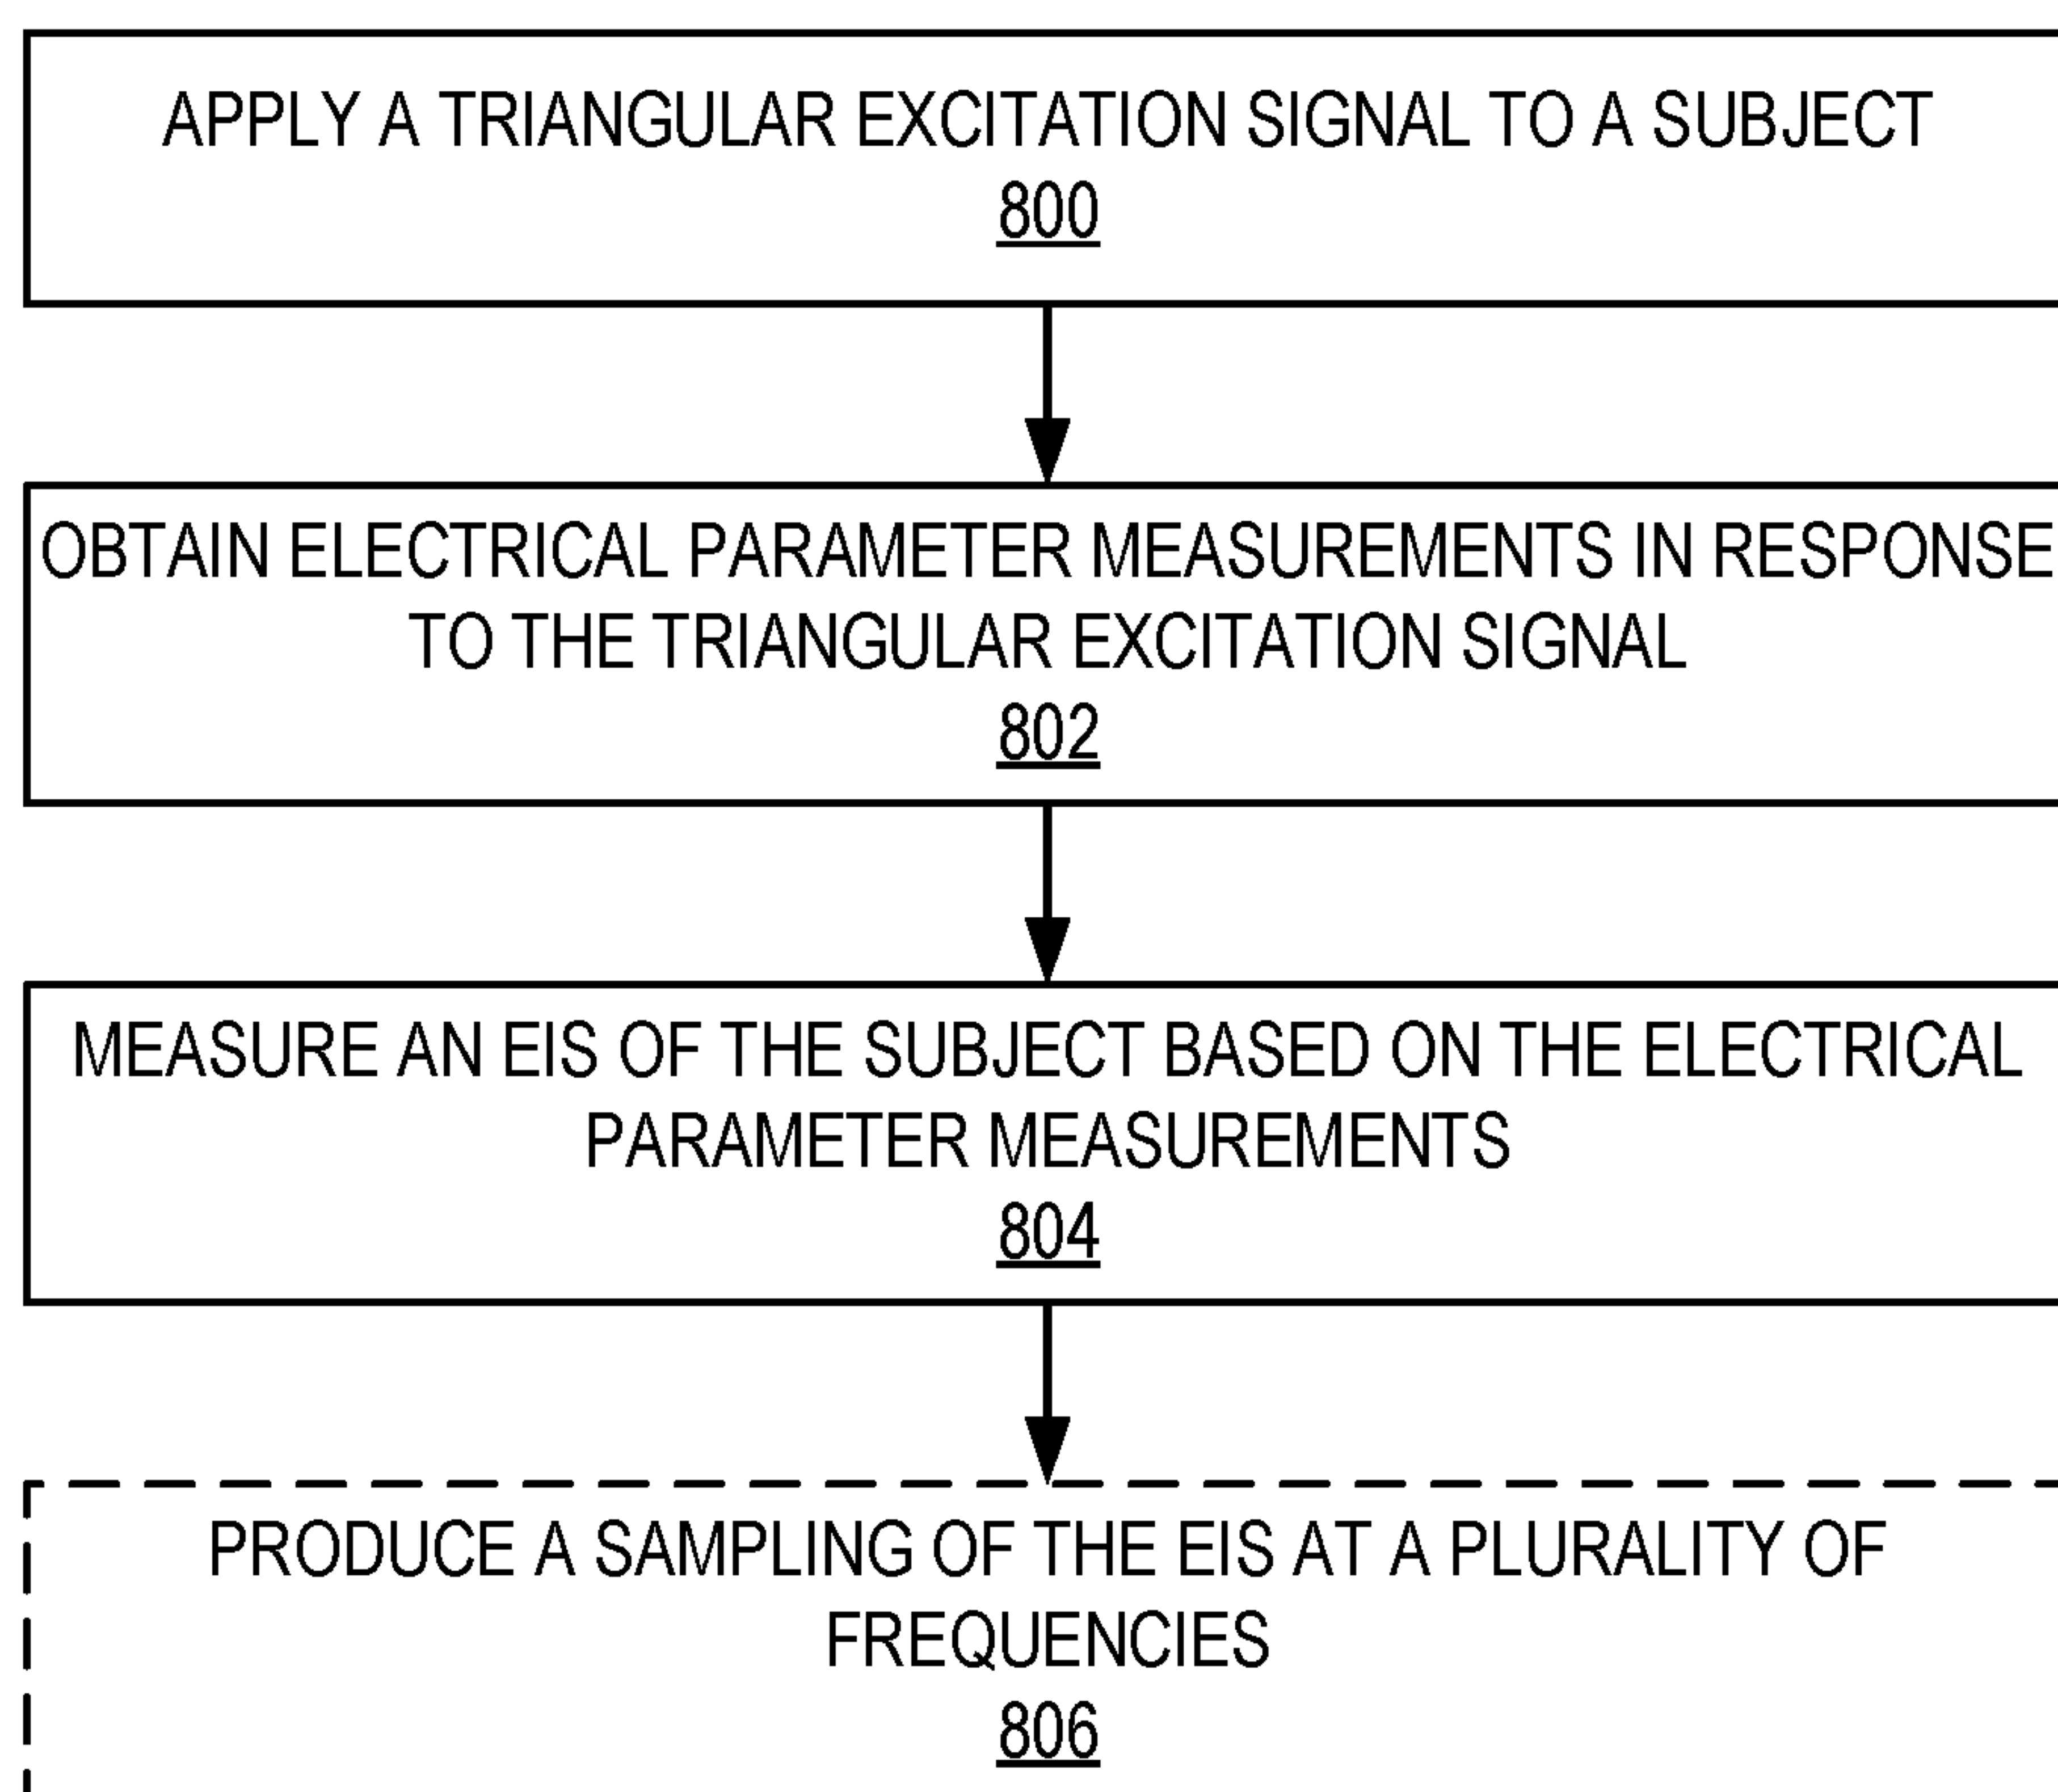 APPLY A TRIANGULAR EXCITATION SIGNAL TO A SUBJECT
800
OBTAIN ELECTRICAL PARAMETER MEASUREMENTS IN RESPONSE
TO THE TRIANGULAR EXCITATION SIGNAL
802
MEASURE AN EIS OF THE SUBJECT BASED ON THE ELECTRICAL
PARAMETER MEASUREMENTS
804
PRODUCE A SAMPLING OF THE EIS AT A PLURALITY OF
FREQUENCIES
806